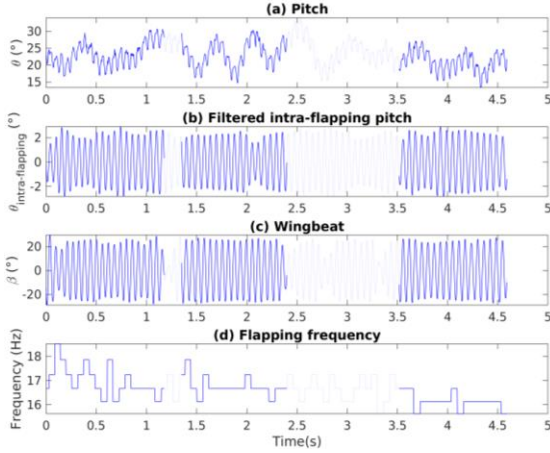 (a) Pitch
θ (°)
30
25
20
15
0 0.5 1 1.5 2 2.5 3 3.5 4 4.5 5
(b) Filtered intra-flapping pitch
θintra-flapping (°)
2
0
-2
0 0.5 1 1.5 2 2.5 3 3.5 4 4.5 5
(c) Wingbeat
β (°)
20
0
-20
0 0.5 1 1.5 2 2.5 3 3.5 4 4.5 5
(d) Flapping frequency
Frequency (Hz)
18
17
16
0 0.5 1 1.5 2 2.5 3 3.5 4 4.5 5
Time(s)